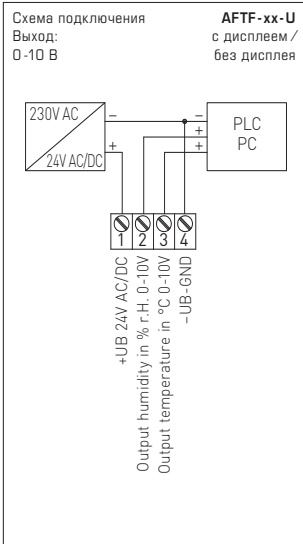 Схема подключения
AFTF-xx-U
Выход:
с дисплеем /
0-10 В
без дисплея
230V AC
24V AC/DC
–
+
–
+
+
PLC
PC
1 2 3 4
+UB 24V AC/DC
Output humidity in % r.H. 0-10V
Output temperature in °C 0-10V
–UB-GND